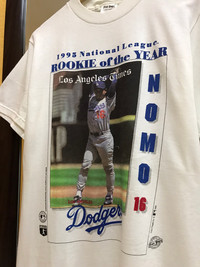 1995 National League
ROOKIE of the YEAR
Los Angeles Times
NOMO
16
Dodgers